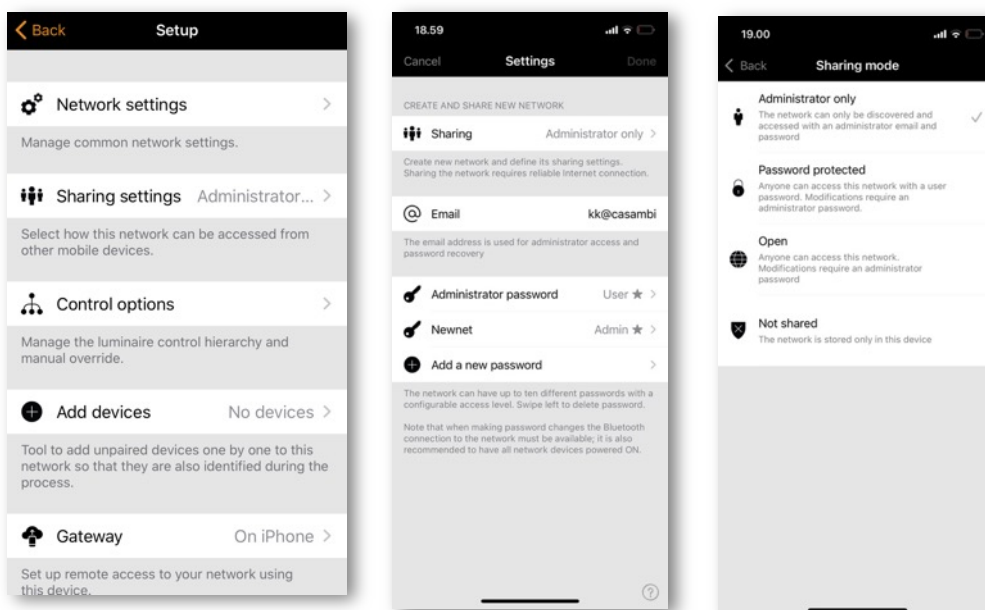 Back
Setup
Network settings
Manage common network settings.
Sharing settings Administrator...
Select how this network can be accessed from
other mobile devices.
Control options
Manage the luminaire control hierarchy and
manual override.
Add devices No devices
Tool to add unpaired devices one by one to this
network so that they are also identified during the
process.
Gateway On iPhone
Set up remote access to your network using
this device.
18.59
Cancel Settings Done
CREATE AND SHARE NEW NETWORK
Sharing Administrator only
Create new network and define its sharing settings.
Sharing the network requires reliable Internet connection.
Email kk@casambi
The email address is used for administrator access and
password recovery
Administrator password User ★
Newnet Admin ★
Add a new password
The network can have up to ten different passwords with a
configurable access level. Swipe left to delete password.
Note that when making password changes the Bluetooth
connection to the network must be available; it is also
recommended to have all network devices powered ON.
19.00
Back Sharing mode
Administrator only
The network can only be discovered and
accessed with an administrator email and
password
Password protected
Anyone can access this network with a user
password. Modifications require an
administrator password.
Open
Anyone can access this network.
Modifications require an administrator
password
Not shared
The network is stored only in this device